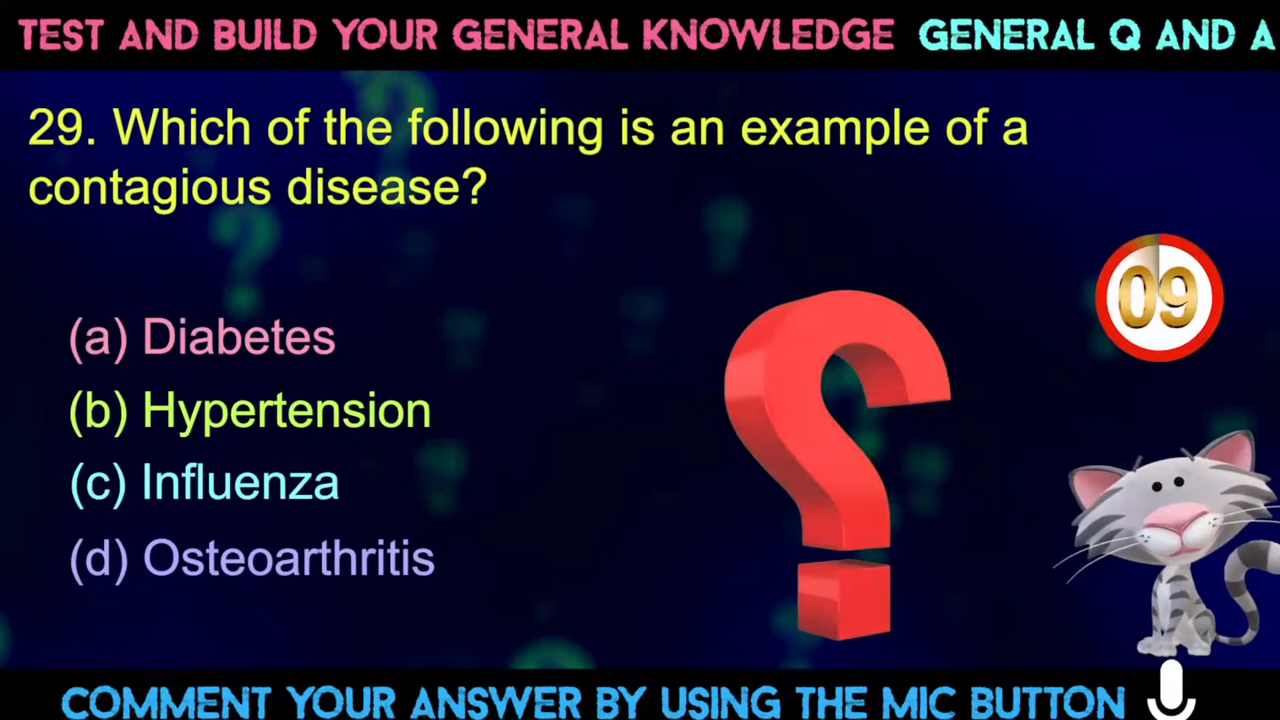 TEST AND BUILD YOUR GENERAL KNOWLEDGE GENERAL Q AND A
29. Which of the following is an example of a
contagious disease?
09
(a) Diabetes
(b) Hypertension
(c) Influenza
(d) Osteoarthritis
COMMENT YOUR ANSWER BY USING THE MIC BUTTON